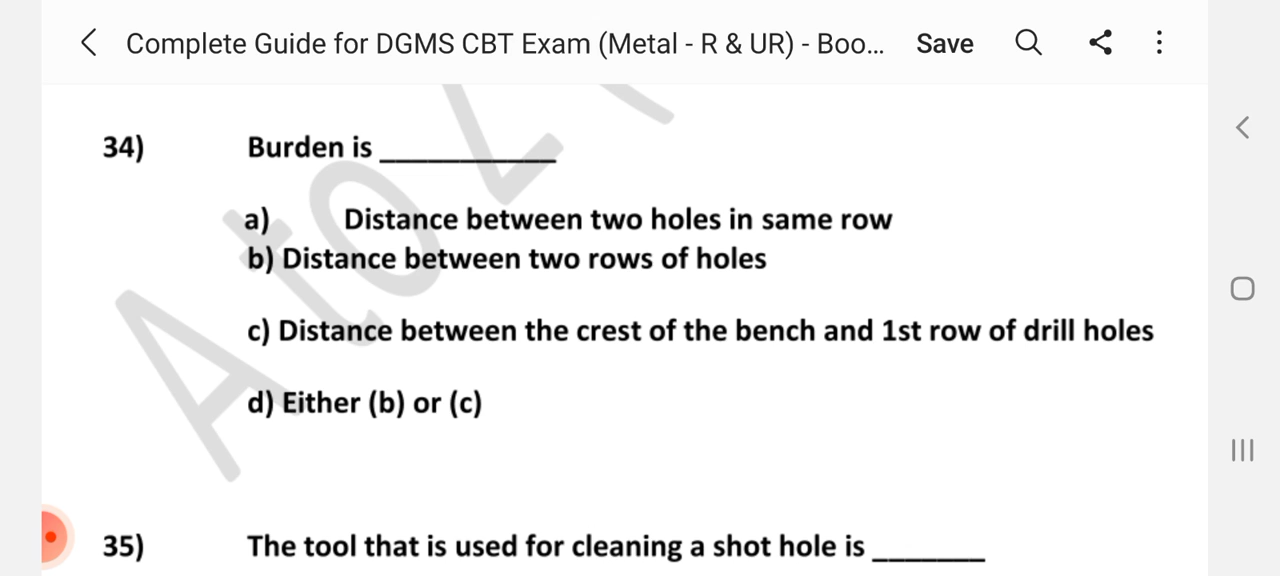 Complete Guide for DGMS CBT Exam (Metal - R & UR) - Boo... Save
A to Z
34) Burden is ___________
a) Distance between two holes in same row
b) Distance between two rows of holes
c) Distance between the crest of the bench and 1st row of drill holes
d) Either (b) or (c)
35) The tool that is used for cleaning a shot hole is _______